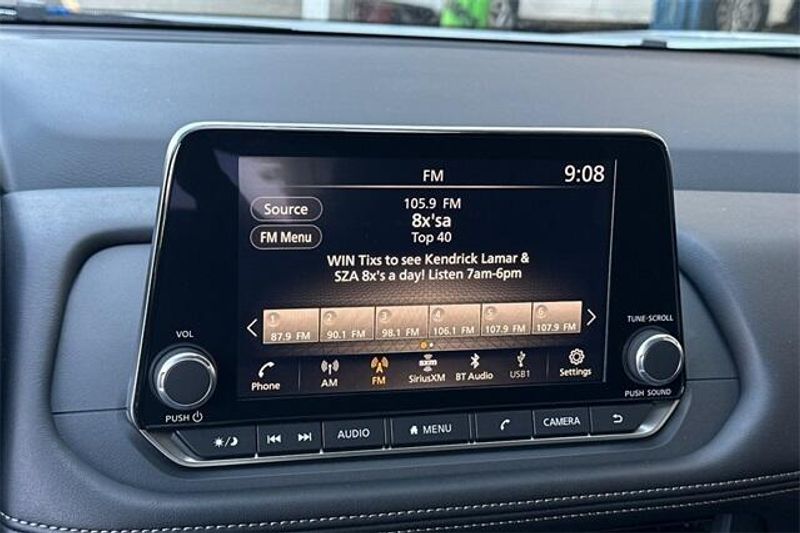 FM
9:08
Source
105.9 FM
8x'sa
FM Menu
Top 40
WIN Tixs to see Kendrick Lamar &
SZA 8x's a day! Listen 7am-6pm
1 2 3 4 5 6
87.9 FM 90.1 FM 98.1 FM 106.1 FM 107.9 FM 107.9 FM
Phone AM FM SiriusXM BT Audio USB1 Settings
VOL
PUSH
TUNE·SCROLL
PUSH SOUND
AUDIO MENU CAMERA